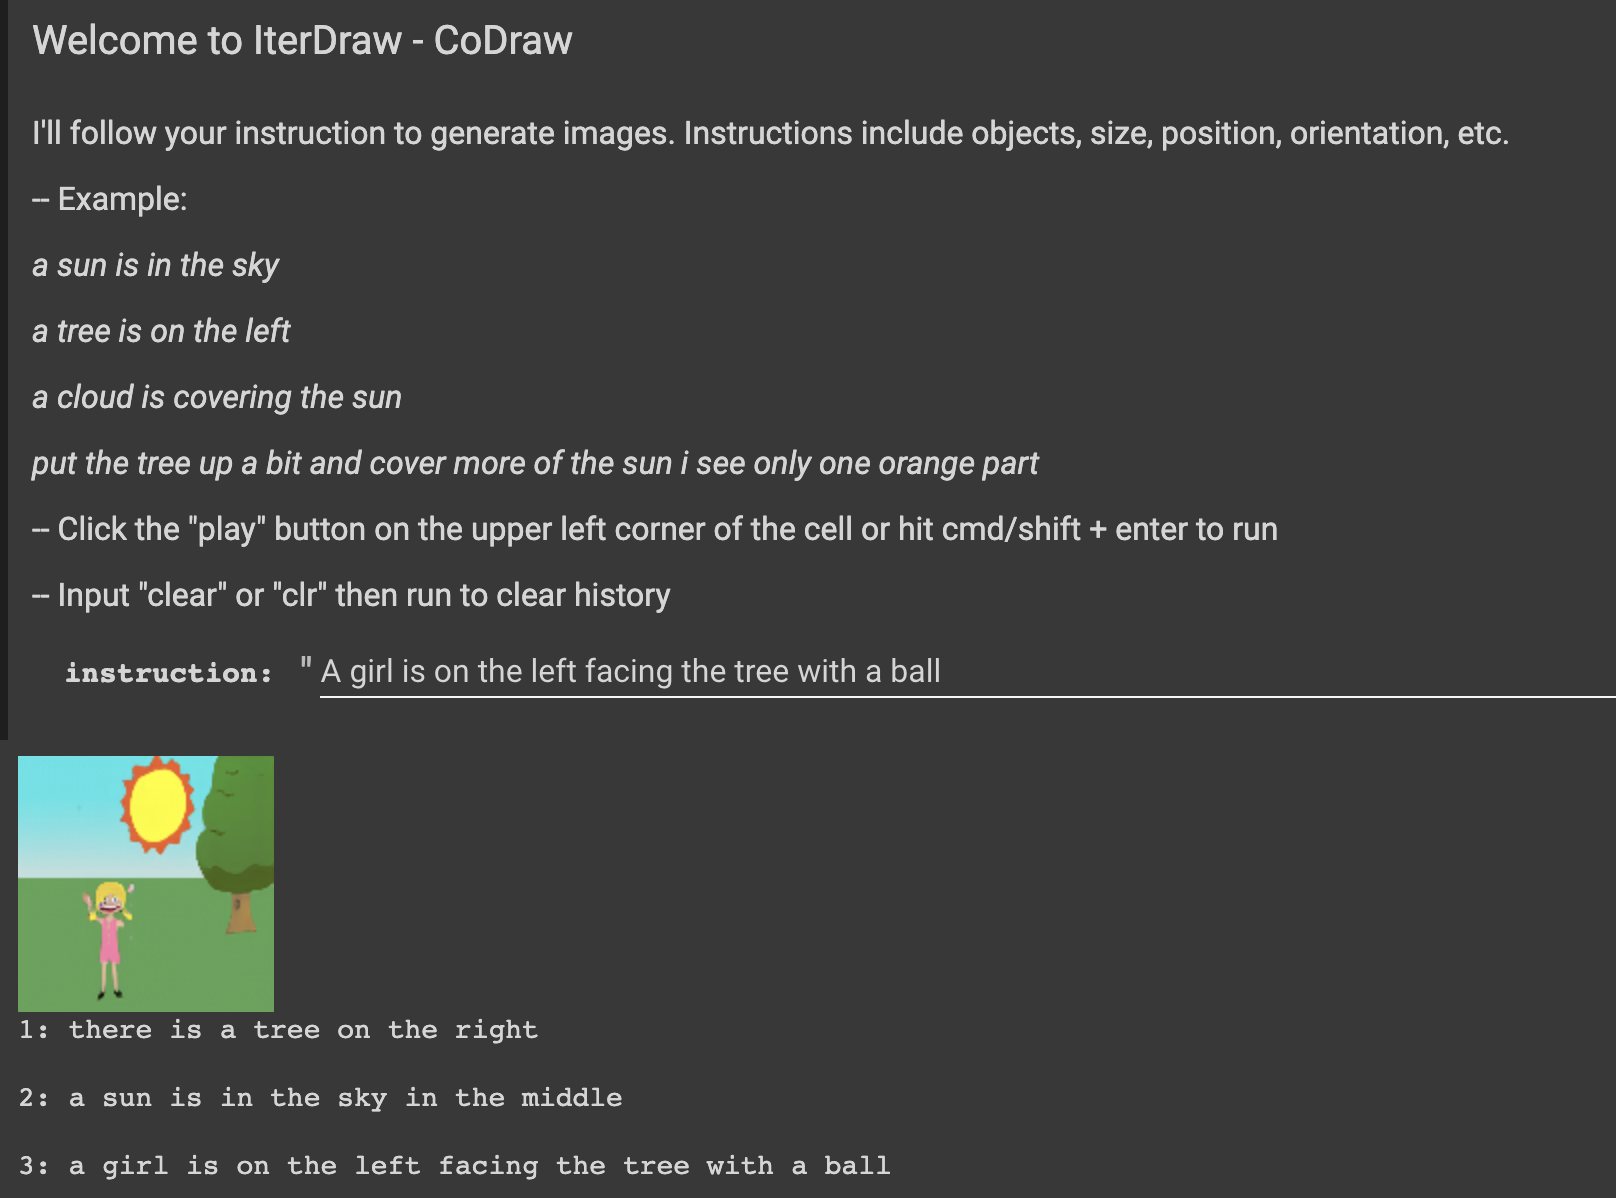 Welcome to IterDraw - CoDraw
I'll follow your instruction to generate images. Instructions include objects, size, position, orientation, etc.
-- Example:
a sun is in the sky
a tree is on the left
a cloud is covering the sun
put the tree up a bit and cover more of the sun i see only one orange part
-- Click the "play" button on the upper left corner of the cell or hit cmd/shift + enter to run
-- Input "clear" or "clr" then run to clear history
instruction: " A girl is on the left facing the tree with a ball
1: there is a tree on the right
2: a sun is in the sky in the middle
3: a girl is on the left facing the tree with a ball